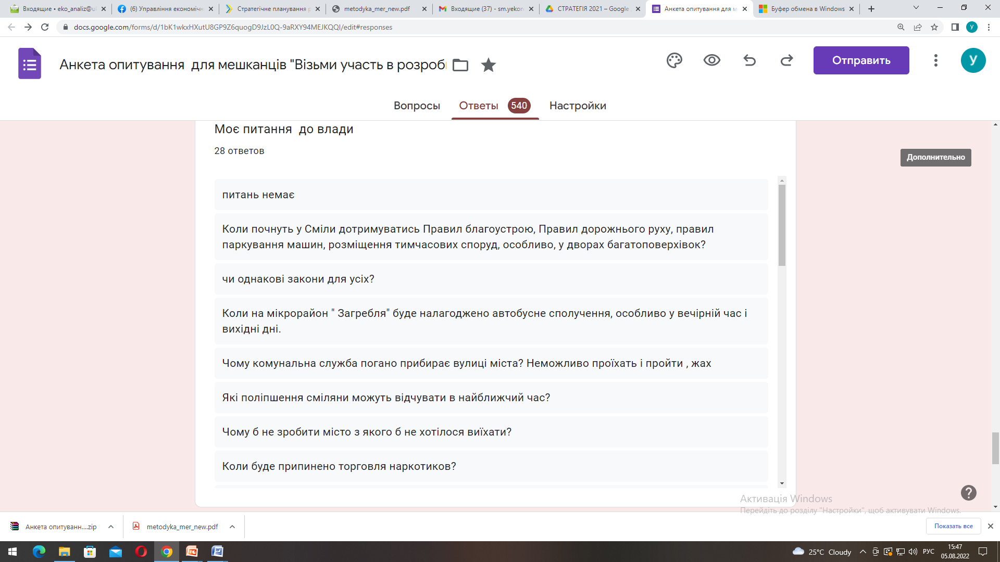 Входящие • eko_analiz@u
(6) Управління економічн
Стратегічне планування р
metodyka_mer_new.pdf
Входящие (37) - sm.yekon
СТРАТЕГІЯ 2021 – Google
Анкета опитування для м
Буфер обмена в Windows
docs.google.com/forms/d/1bK1wkxHXutU8GP9Z6quogD9JzL0Q-9aRXY94MEJKQQI/edit#responses
У
Анкета опитування  для мешканців "Візьми участь в розроб
Отправить
У
Вопросы
Ответы 540
Настройки
Моє питання  до влади
28 ответов
Дополнительно
питань немає
Коли почнуть у Сміли дотримуватись Правил благоустрою, Правил дорожнього руху, правил
паркування машин, розміщення тимчасових споруд, особливо, у дворах багатоповерхівок?
чи однакові закони для усіх?
Коли на мікрорайон " Загребля" буде налагоджено автобусне сполучення, особливо у вечірній час і
вихідні дні.
Чому комунальна служба погано прибирає вулиці міста? Неможливо проїхать і пройти , жах
Які поліпшення сміляни можуть відчувати в найближчий час?
Чому б не зробити місто з якого б не хотілося виїхати?
Коли буде припинено торговля наркотиков?
Активація Windows
Перейдіть до розділу "Настройки", щоб активувати Windows.
Анкета опитуванн....zip
metodyka_mer_new.pdf
Показать все
25°C Cloudy
РУС
15:47
05.08.2022